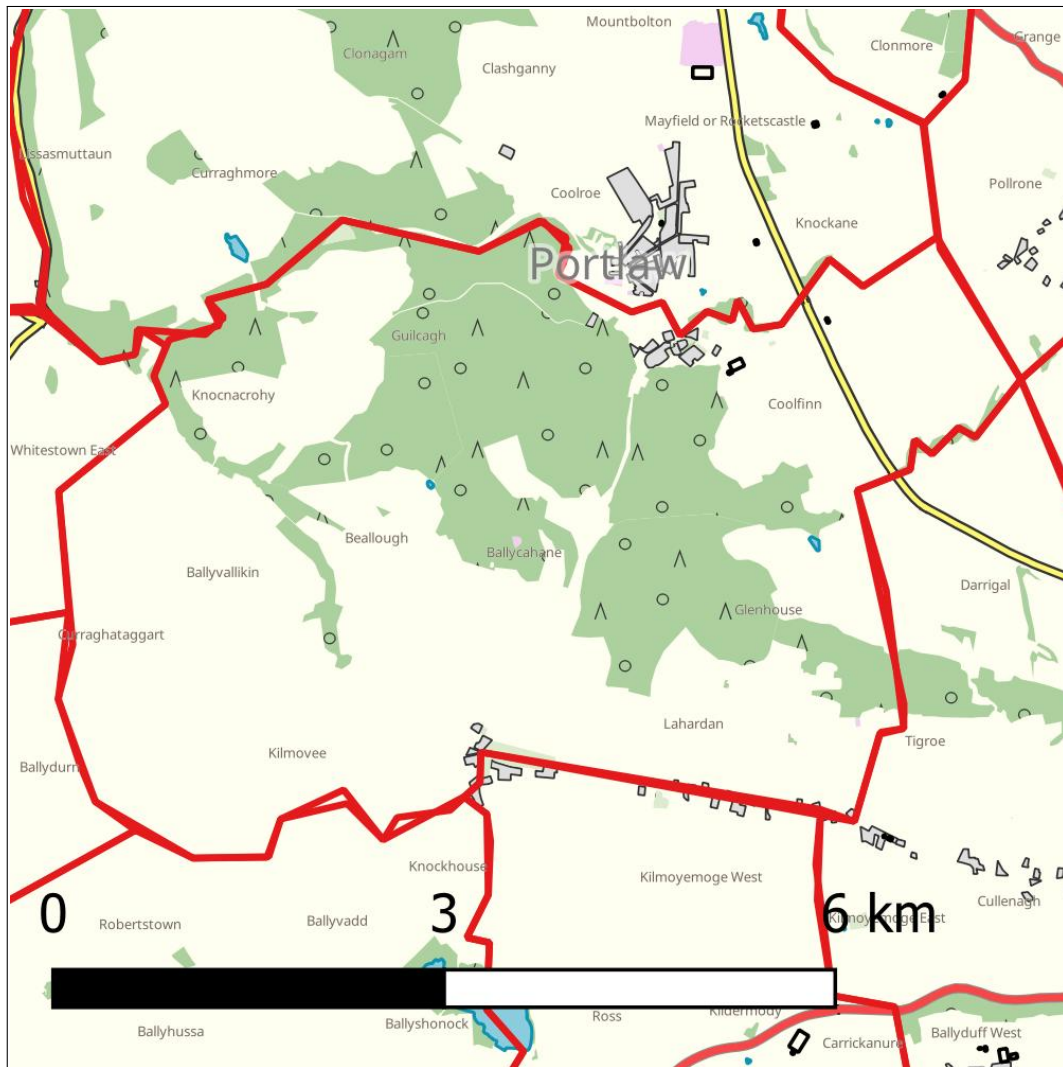 Mountbolton
Clonagam
Clonmore
Grange
Clashganny
Mayfield or Rocketscastle
Lissasmuttaun
Curraghmore
Pollrone
Coolroe
Knockane
Portlaw
Guilcagh
Knocnacrohy
Coolfinn
Whitestown East
Beallough
Ballycahane
Ballyvallikin
Darrigal
Glenhouse
Curraghataggart
Lahardan
Tigroe
Kilmovee
Ballydurn
Knockhouse
Kilmoyemoge West
Cullenagh
0 3 6 km
Robertstown
Ballyvadd
Kilmoyemoge East
Ballyhussa
Ballyshonock
Ross
Kildermody
Ballyduff West
Carrickanure